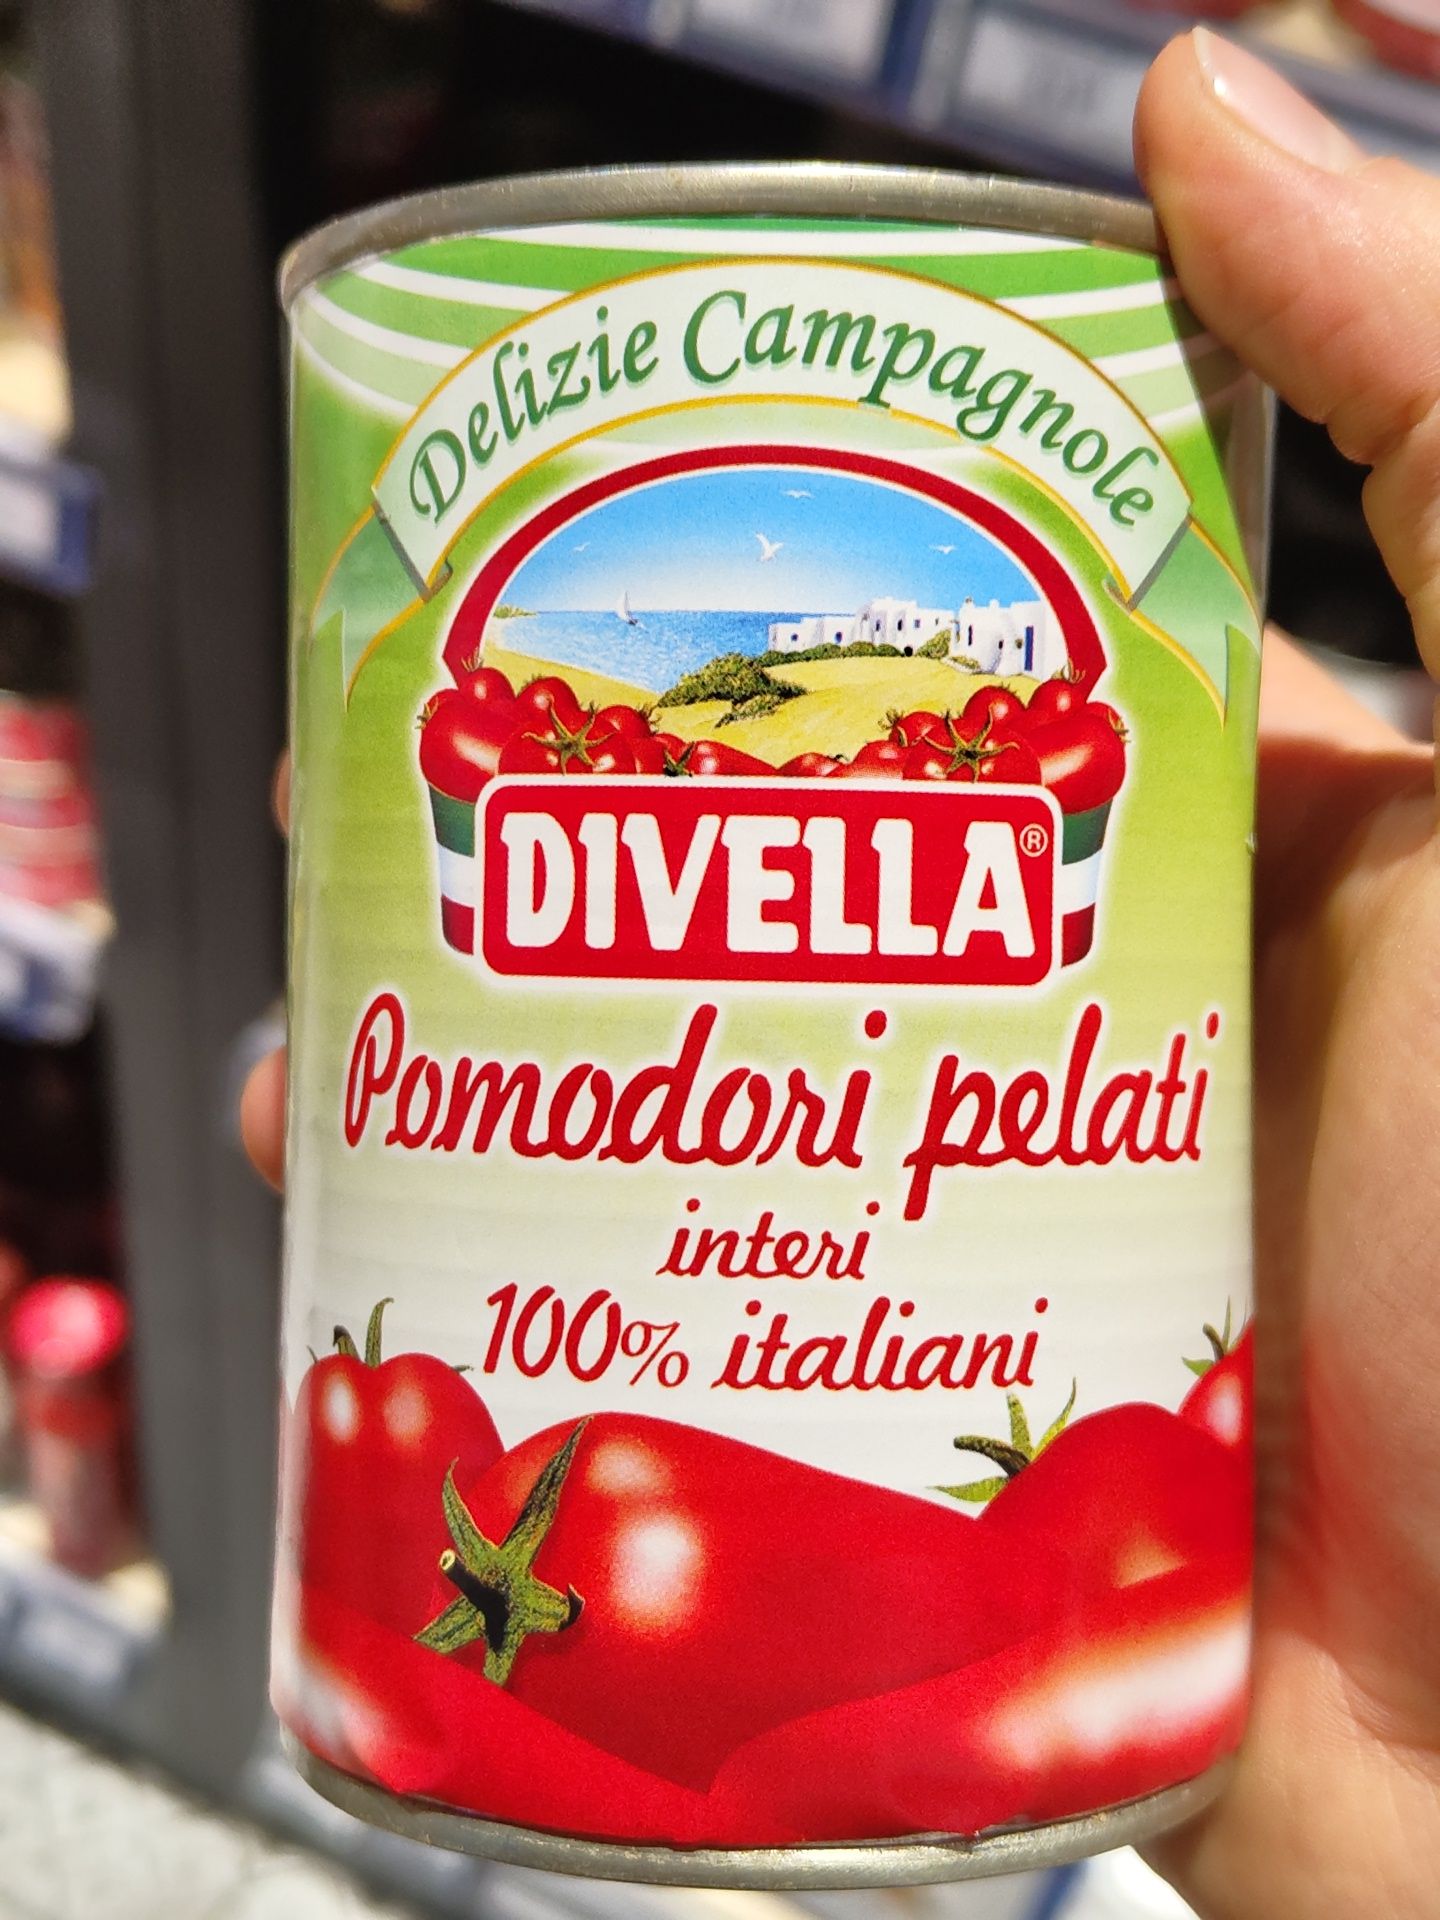 Delizie Campagnole
DIVELLA®
Pomodori pelati
interi
100% italiani